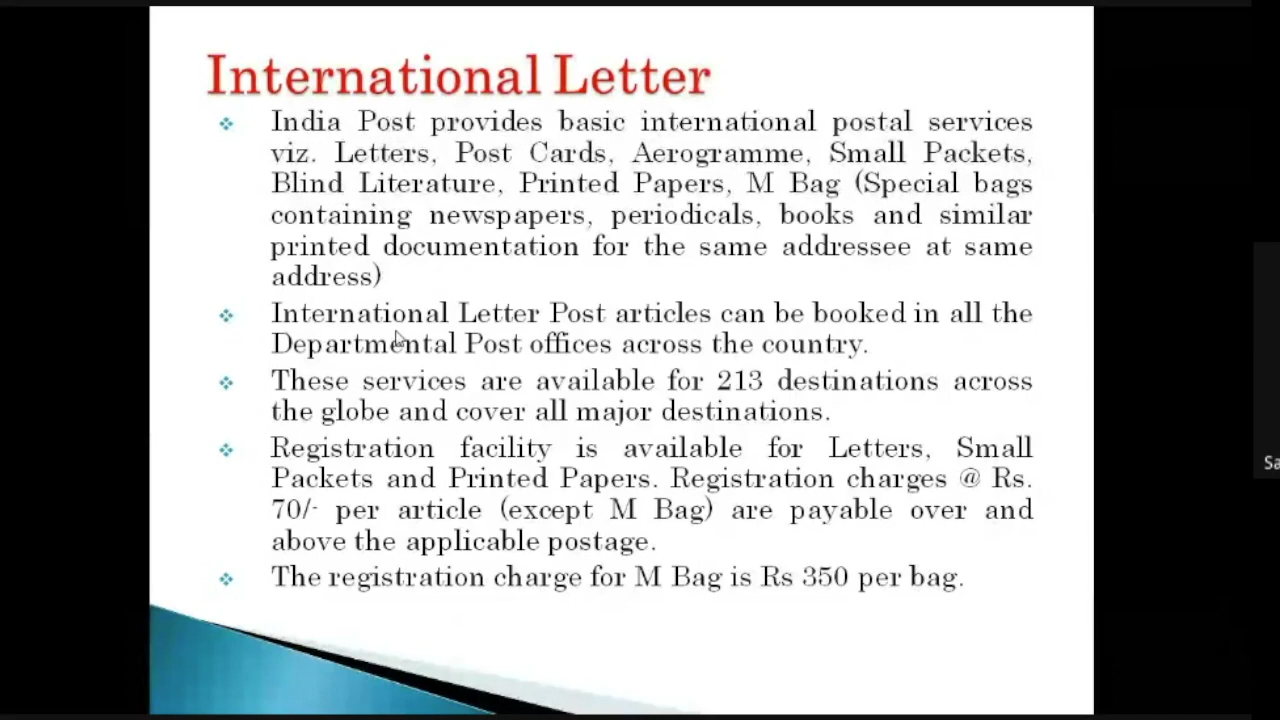 International Letter
India Post provides basic international postal services
viz. Letters, Post Cards, Aerogramme, Small Packets,
Blind Literature, Printed Papers, M Bag (Special bags
containing newspapers, periodicals, books and similar
printed documentation for the same addressee at same
address)
International Letter Post articles can be booked in all the
Departmental Post offices across the country.
These services are available for 213 destinations across
the globe and cover all major destinations.
Registration facility is available for Letters, Small
Packets and Printed Papers. Registration charges @ Rs.
70/- per article (except M Bag) are payable over and
above the applicable postage.
The registration charge for M Bag is Rs 350 per bag.